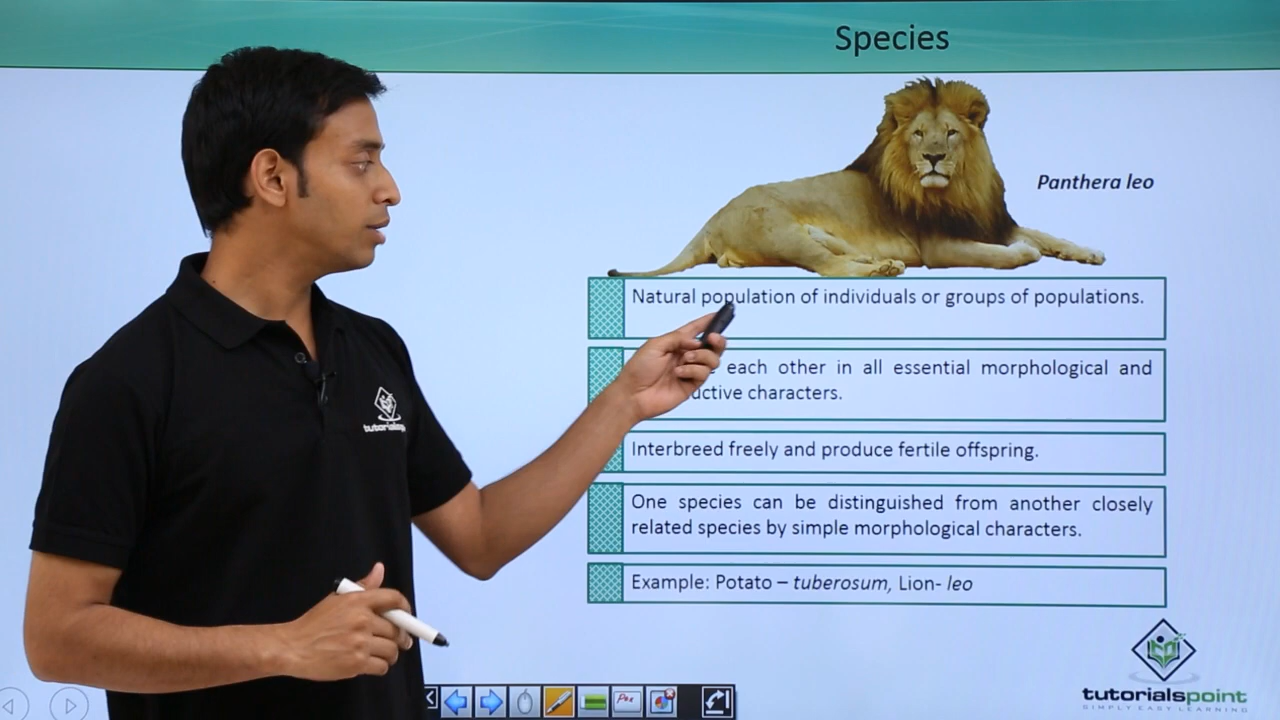 Species
Panthera leo
Natural population of individuals or groups of populations.
each other in all essential morphological and
characters.
Interbreed freely and produce fertile offspring.
One species can be distinguished from another closely
related species by simple morphological characters.
Example: Potato – tuberosum, Lion- leo
tutorialspoint
SIMPLY EASY LEARNING